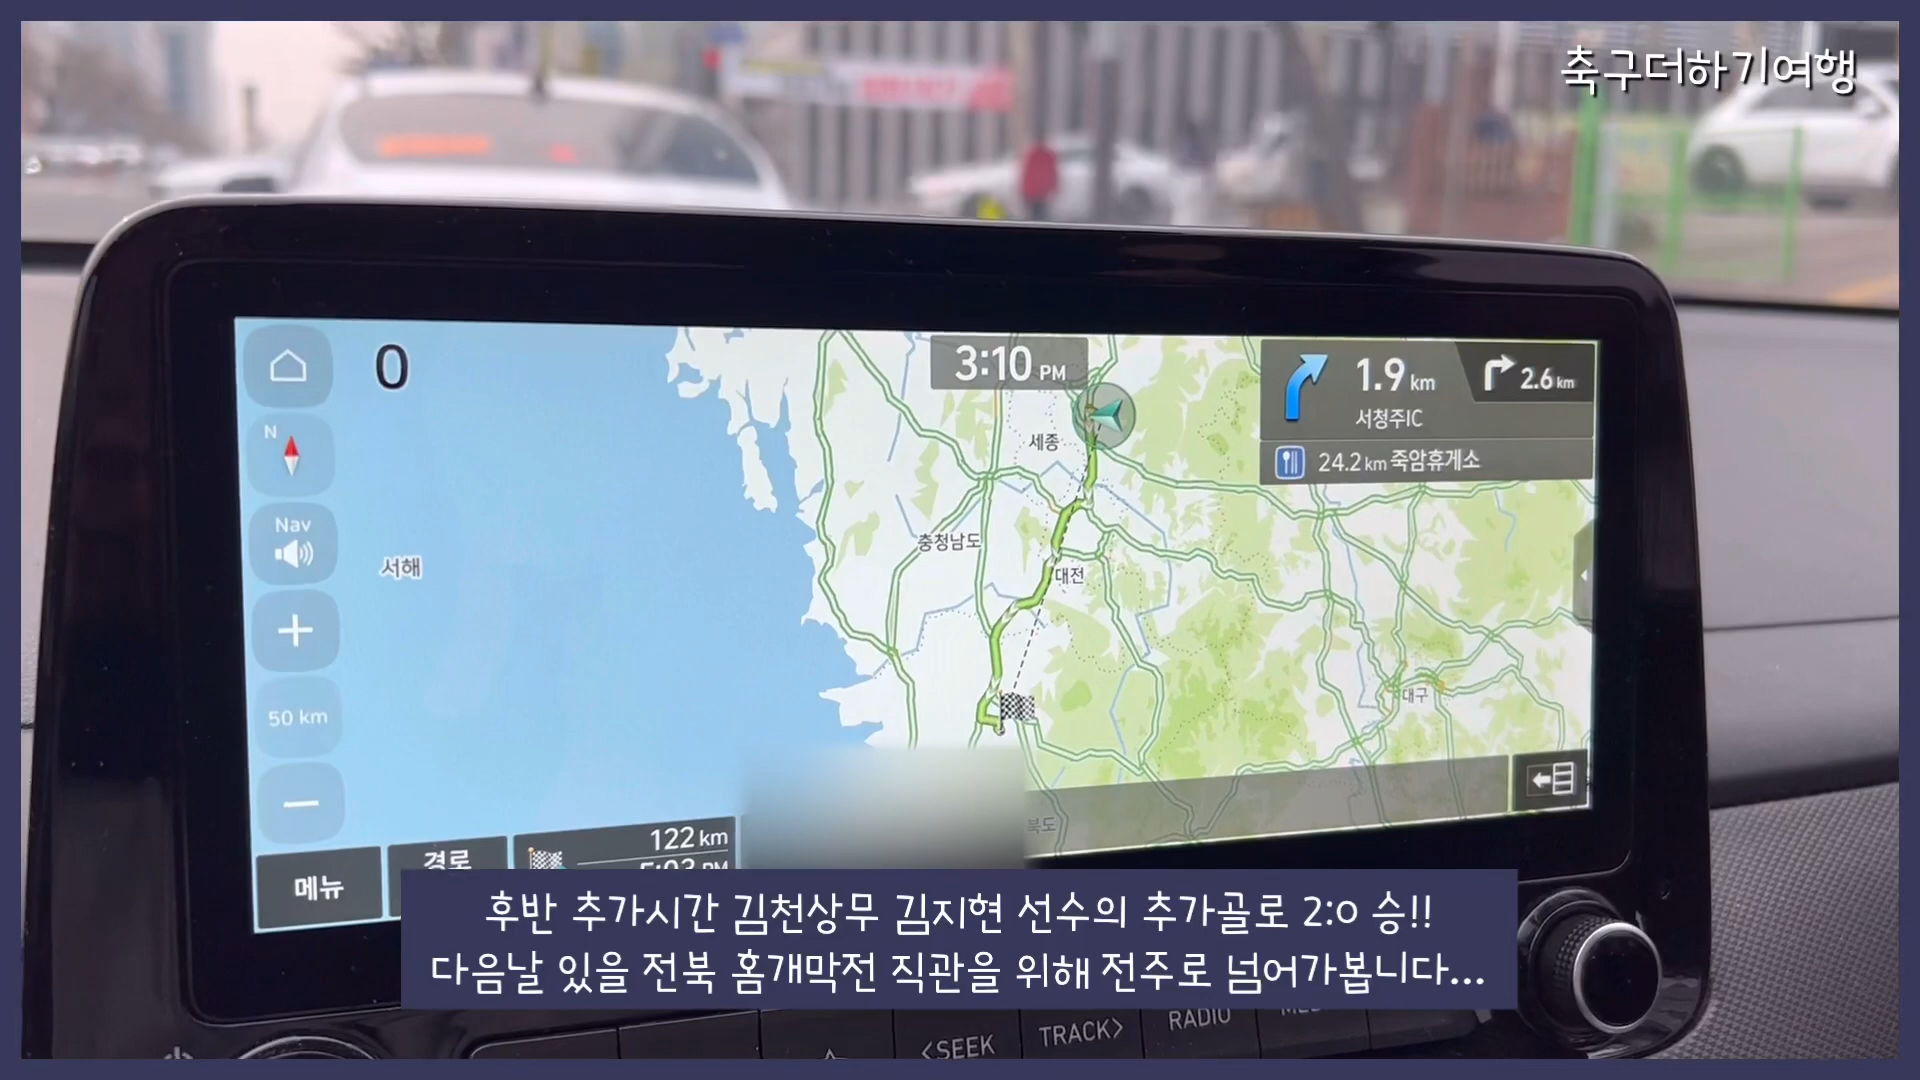 축구더하기여행
0
3:10 PM
1.9 km
2.6 km
서청주IC
24.2 km 죽암휴게소
N
세종
Nav
충청남도
서해
대전
50 km
대구
북도
122 km
경로
메뉴
후반 추가시간 김천상무 김지현 선수의 추가골로 2:0 승!!
다음날 있을 전북 홈개막전 직관을 위해 전주로 넘어가봅니다...
<SEEK
TRACK>
RADIO